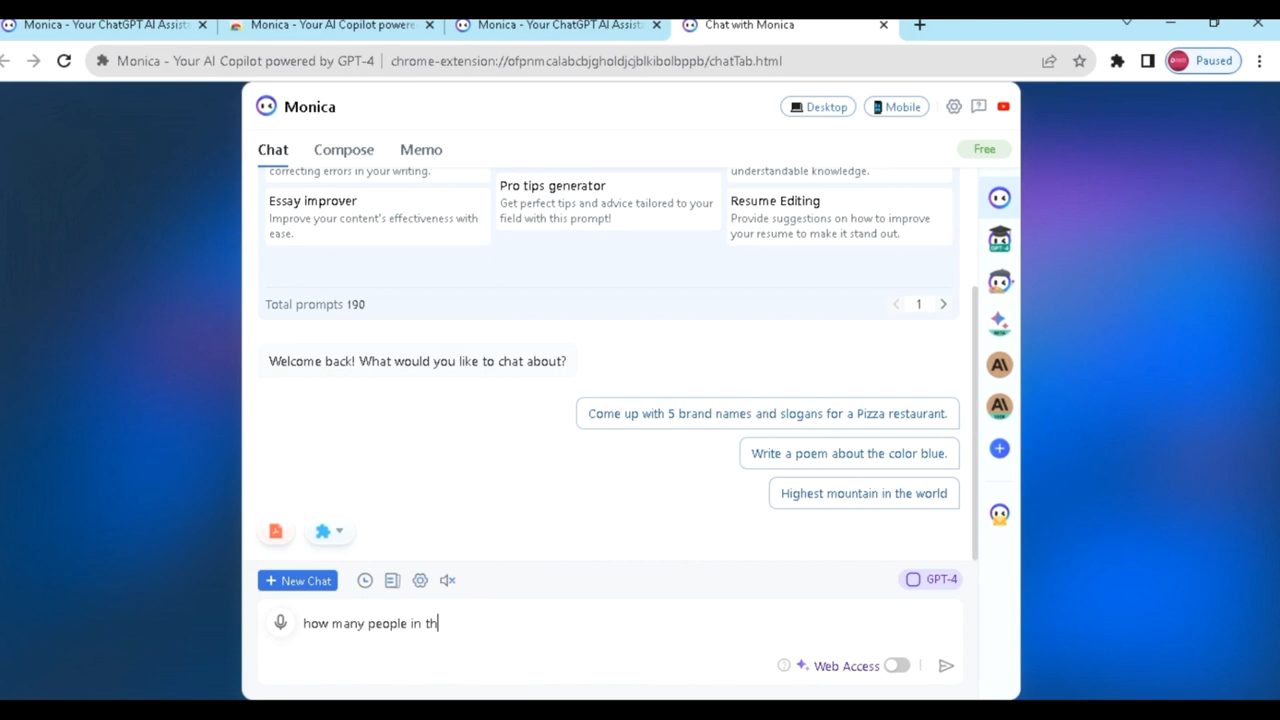 Monica - Your ChatGPT AI Assist
Monica - Your AI Copilot powere
Monica - Your ChatGPT AI Assist
Chat with Monica
Monica - Your AI Copilot powered by GPT-4
chrome-extension://ofpnmcalabcbjgholdjcjblkibolbppb/chatTab.html
Paused
Monica
Desktop
Mobile
Chat
Compose
Memo
Free
correcting errors in your writing.
understandable knowledge.
Essay improver
Improve your content's effectiveness with
ease.
Pro tips generator
Get perfect tips and advice tailored to your
field with this prompt!
Resume Editing
Provide suggestions on how to improve
your resume to make it stand out.
Total prompts 190
1
Welcome back! What would you like to chat about?
Come up with 5 brand names and slogans for a Pizza restaurant.
Write a poem about the color blue.
Highest mountain in the world
+ New Chat
GPT-4
how many people in th
Web Access
GPT-4
AI
AI